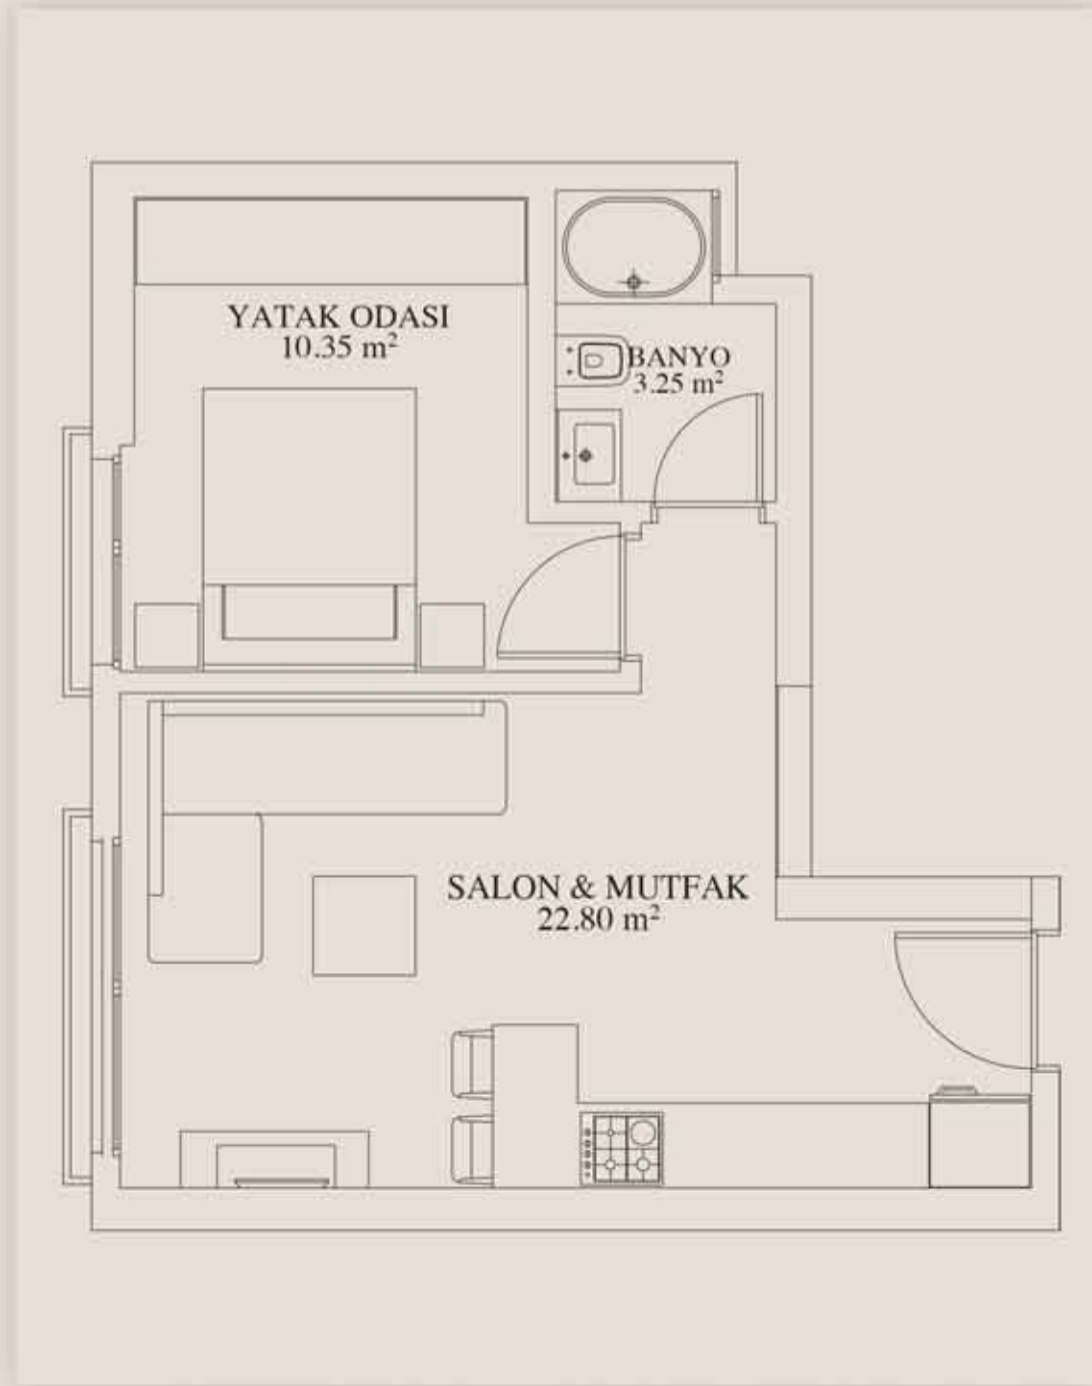 YATAK ODASI
10.35 m²
BANYO
3.25 m²
SALON & MUTFAK
22.80 m²